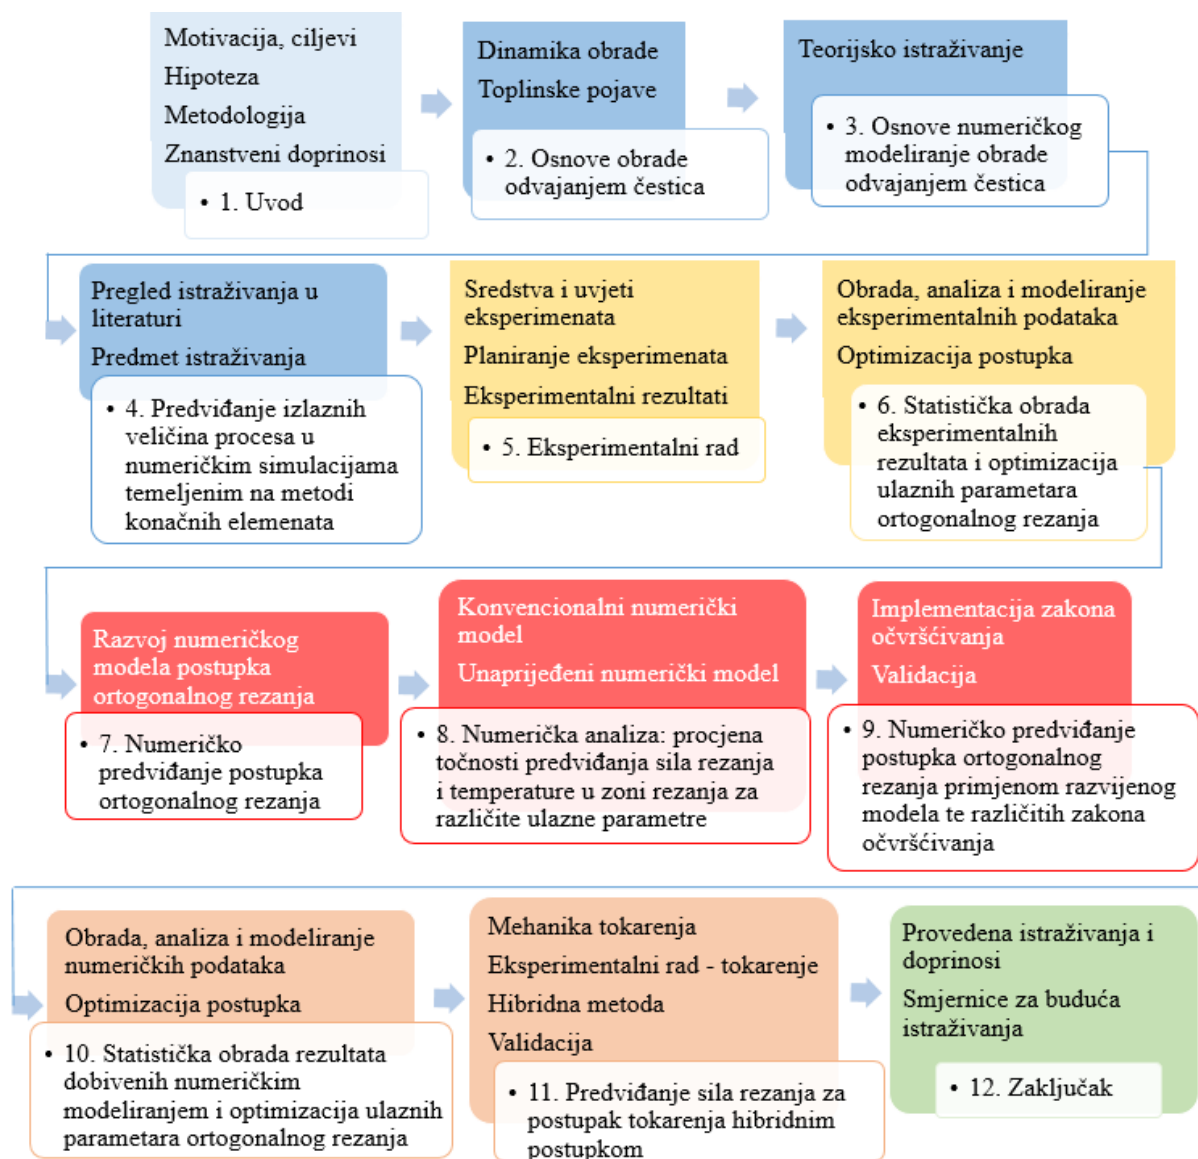 Motivacija, ciljevi
Hipoteza
Metodologija
Znanstveni doprinosi
• 1. Uvod
Dinamika obrade
Toplinske pojave
• 2. Osnove obrade
odvajanjem čestica
Teorijsko istraživanje
• 3. Osnove numeričkog
modeliranje obrade
odvajanjem čestica
Pregled istraživanja u
literaturi
Predmet istraživanja
• 4. Predviđanje izlaznih
veličina procesa u
numeričkim simulacijama
temeljenim na metodi
konačnih elemenata
Sredstva i uvjeti
eksperimenata
Planiranje eksperimenata
Eksperimentalni rezultati
• 5. Eksperimentalni rad
Obrada, analiza i modeliranje
eksperimentalnih podataka
Optimizacija postupka
• 6. Statistička obrada
eksperimentalnih
rezultata i optimizacija
ulaznih parametara
ortogonalnog rezanja
Razvoj numeričkog
modela postupka
ortogonalnog rezanja
• 7. Numeričko
predviđanje postupka
ortogonalnog rezanja
Konvencionalni numerički
model
Unaprijeđeni numerički model
• 8. Numerička analiza: procjena
točnosti predviđanja sila rezanja
i temperature u zoni rezanja za
različite ulazne parametre
Implementacija zakona
očvršćivanja
Validacija
• 9. Numeričko predviđanje
postupka ortogonalnog
rezanja primjenom razvijenog
modela te različitih zakona
očvršćivanja
Obrada, analiza i modeliranje
numeričkih podataka
Optimizacija postupka
• 10. Statistička obrada rezultata
dobivenih numeričkim
modeliranjem i optimizacija ulaznih
parametara ortogonalnog rezanja
Mehanika tokarenja
Eksperimentalni rad - tokarenje
Hibridna metoda
Validacija
• 11. Predviđanje sila rezanja za
postupak tokarenja hibridnim
postupkom
Provedena istraživanja i
doprinosi
Smjernice za buduća
istraživanja
• 12. Zaključak